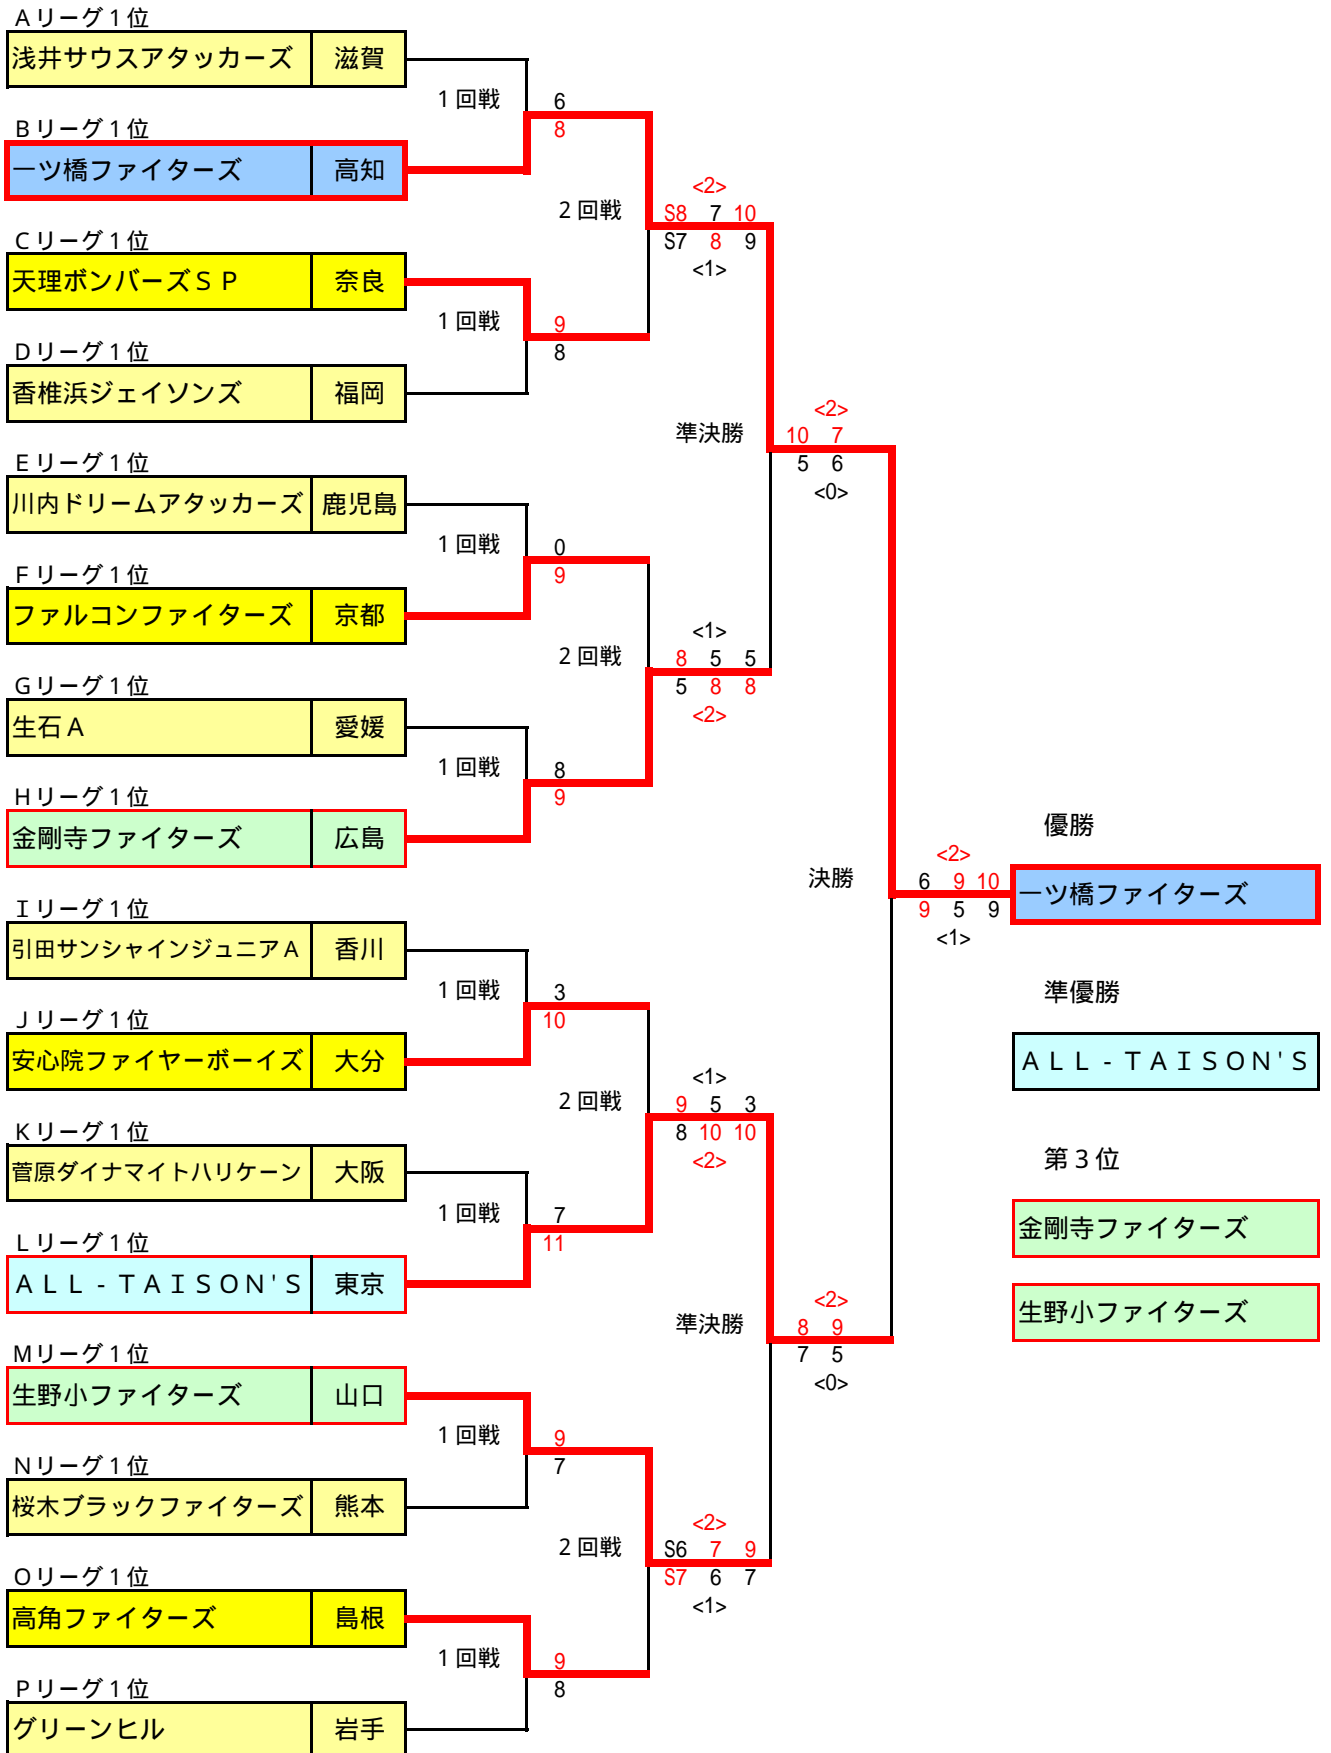 Ａリーグ１位
浅井サウスアタッカーズ 滋賀
１回戦
6
8
Ｂリーグ１位
一ツ橋ファイターズ 高知
２回戦
<2>
S8 7 10
S7 8 9
<1>
Ｃリーグ１位
天理ボンバーズＳＰ 奈良
１回戦
9
8
Ｄリーグ１位
香椎浜ジェイソンズ 福岡
準決勝
<2>
10 7
5 6
<0>
Ｅリーグ１位
川内ドリームアタッカーズ 鹿児島
１回戦
0
9
Ｆリーグ１位
ファルコンファイターズ 京都
２回戦
<1>
8 5 5
5 8 8
<2>
Ｇリーグ１位
生石Ａ 愛媛
１回戦
8
9
Ｈリーグ１位
金剛寺ファイターズ 広島
決勝
<2>
6 9 10
9 5 9
<1>
優勝
一ツ橋ファイターズ
Ｉリーグ１位
引田サンシャインジュニアＡ 香川
１回戦
3
10
準優勝
ＡＬＬ‐ＴＡＩＳＯＮ'Ｓ
Ｊリーグ１位
安心院ファイヤーボーイズ 大分
２回戦
<1>
9 5 3
8 10 10
<2>
Ｋリーグ１位
菅原ダイナマイトハリケーン 大阪
１回戦
7
11
第３位
金剛寺ファイターズ
生野小ファイターズ
Ｌリーグ１位
ＡＬＬ‐ＴＡＩＳＯＮ'Ｓ 東京
準決勝
<2>
8 9
7 5
<0>
Ｍリーグ１位
生野小ファイターズ 山口
１回戦
9
7
Ｎリーグ１位
桜木ブラックファイターズ 熊本
２回戦
<2>
S6 7 9
S7 6 7
<1>
Ｏリーグ１位
高角ファイターズ 島根
１回戦
9
8
Ｐリーグ１位
グリーンヒル 岩手